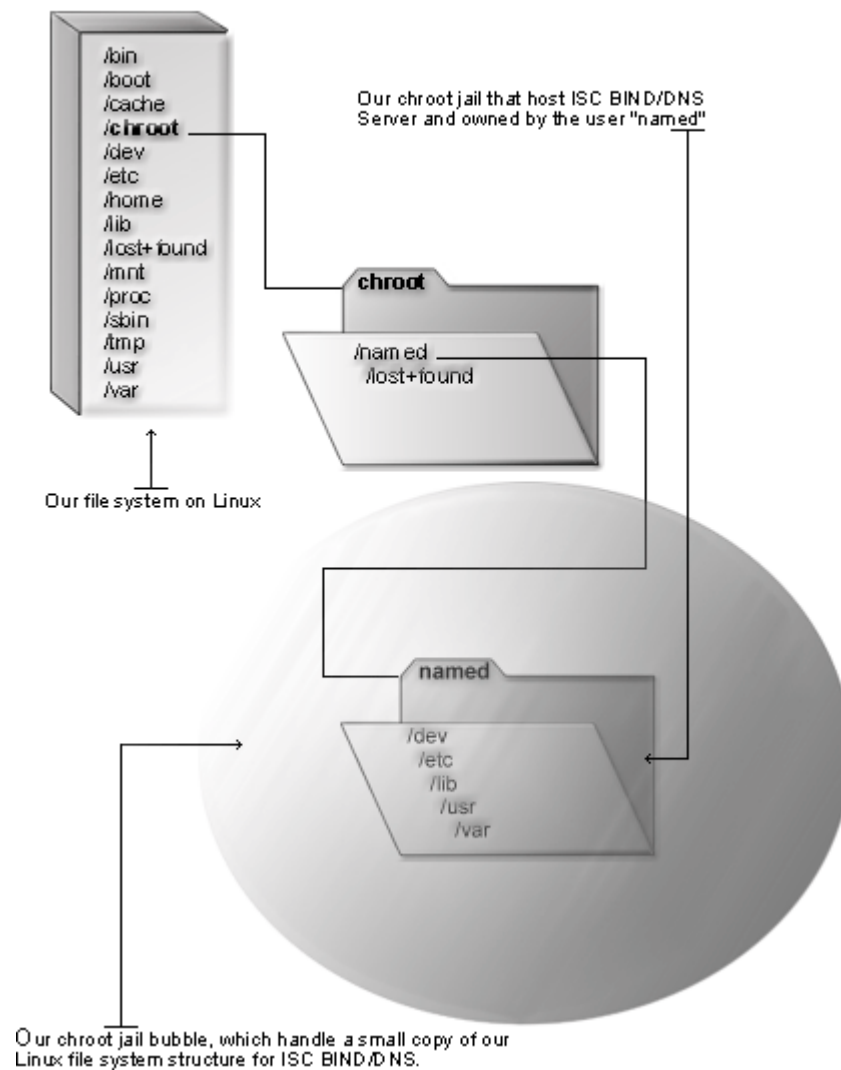 /bin
/boot
/cache
/chroot
/dev
/etc
/home
/lib
/lost+found
/mnt
/proc
/sbin
/tmp
/usr
/var
Our file system on Linux
Our chroot jail that host ISC BIND/DNS
Server and owned by the user "named"
chroot
/named
/lost+found
named
/dev
/etc
/lib
/usr
/var
Our chroot jail bubble, which handle a small copy of our
Linux file system structure for ISC BIND/DNS.